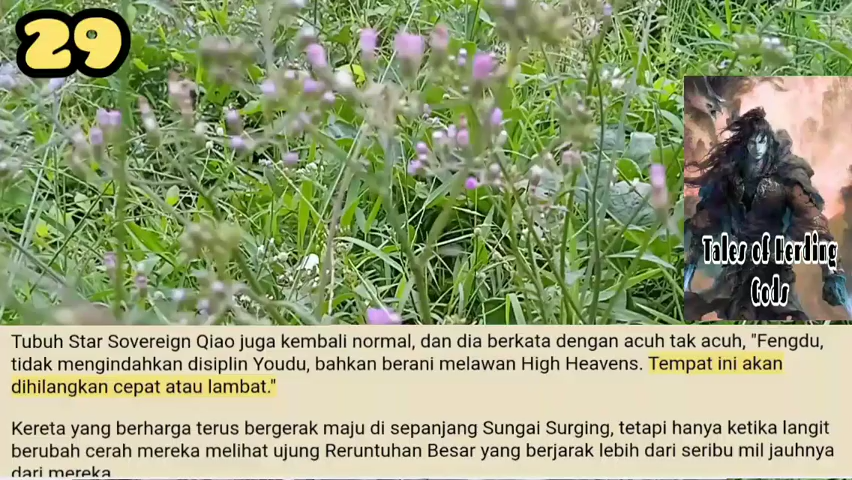 29
Tales of Herding
Gods
Tubuh Star Sovereign Qiao juga kembali normal, dan dia berkata dengan acuh tak acuh, "Fengdu,
tidak mengindahkan disiplin Youdu, bahkan berani melawan High Heavens. Tempat ini akan
dihilangkan cepat atau lambat."
Kereta yang berharga terus bergerak maju di sepanjang Sungai Surging, tetapi hanya ketika langit
berubah cerah mereka melihat ujung Reruntuhan Besar yang berjarak lebih dari seribu mil jauhnya
dari mereka